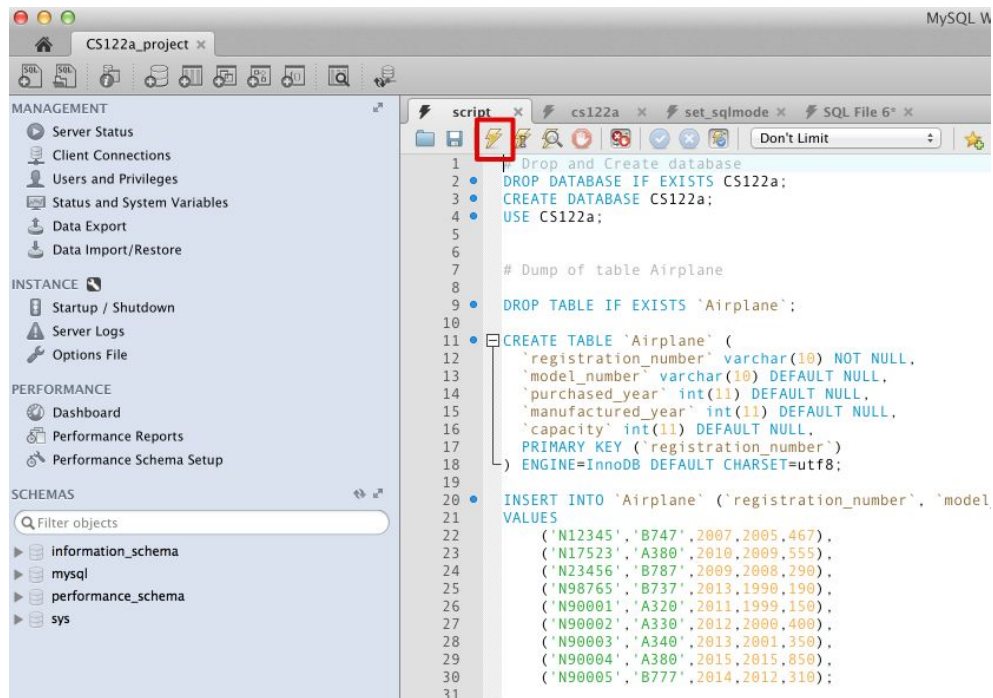 MySQL W
CS122a_project ×
SQL SQL
MANAGEMENT
Server Status
Client Connections
Users and Privileges
Status and System Variables
Data Export
Data Import/Restore
INSTANCE
Startup / Shutdown
Server Logs
Options File
PERFORMANCE
Dashboard
Performance Reports
Performance Schema Setup
SCHEMAS
Filter objects
information_schema
mysql
performance_schema
sys
script × cs122a × set_sqlmode × SQL File 6* ×
Don't Limit
1 # Drop and Create database
2 DROP DATABASE IF EXISTS CS122a;
3 CREATE DATABASE CS122a;
4 USE CS122a;
5
6
7 # Dump of table Airplane
8
9 DROP TABLE IF EXISTS `Airplane`;
10
11 CREATE TABLE `Airplane` (
12 `registration_number` varchar(10) NOT NULL,
13 `model_number` varchar(10) DEFAULT NULL,
14 `purchased_year` int(11) DEFAULT NULL,
15 `manufactured_year` int(11) DEFAULT NULL,
16 `capacity` int(11) DEFAULT NULL,
17 PRIMARY KEY (`registration_number`)
18 ) ENGINE=InnoDB DEFAULT CHARSET=utf8;
19
20 INSERT INTO `Airplane` (`registration_number`, `model_
21 VALUES
22 ('N12345','B747',2007,2005,467),
23 ('N17523','A380',2010,2009,555),
24 ('N23456','B787',2009,2008,290),
25 ('N98765','B737',2013,1990,190),
26 ('N90001','A320',2011,1999,150),
27 ('N90002','A330',2012,2000,400),
28 ('N90003','A340',2013,2001,350),
29 ('N90004','A380',2015,2015,850),
30 ('N90005','B777',2014,2012,310);
31